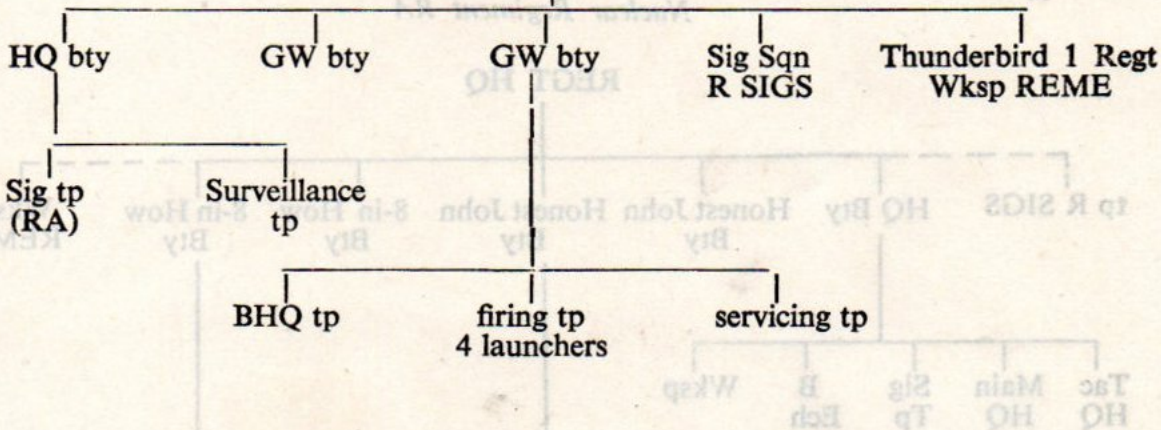 HQ bty GW bty GW bty Sig Sqn Thunderbird 1 Regt
R SIGS Wksp REME
Sig tp Surveillance
(RA) tp
BHQ tp firing tp servicing tp
4 launchers